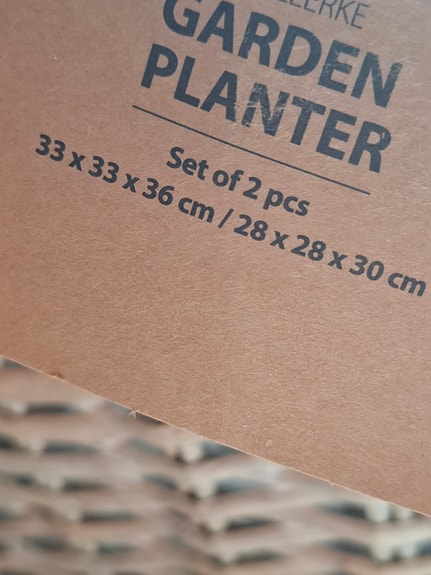 GARDEN
PLANTER
Set of 2 pcs
33 x 33 x 36 cm / 28 x 28 x 30 cm